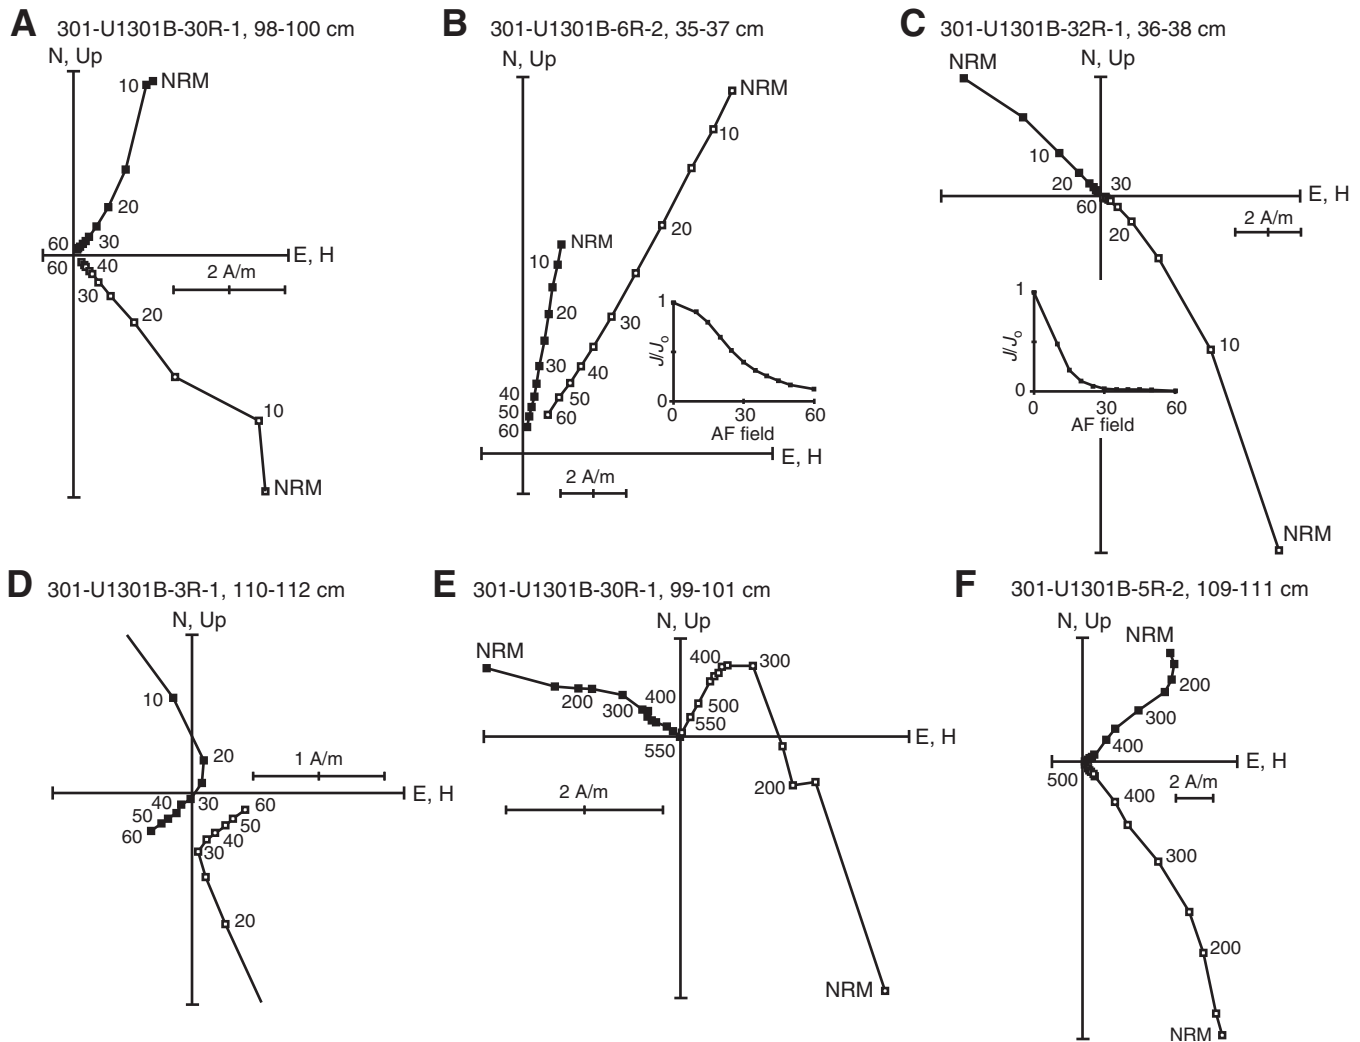 A 301-U1301B-30R-1, 98-100 cm
N, Up
10
NRM
20
30
60
E, H
60
40
2 A/m
30
20
10
NRM
B 301-U1301B-6R-2, 35-37 cm
N, Up
NRM
10
20
NRM
10
20
30
30
40
40
50
50
60
60
E, H
2 A/m
1
J/Jo
0
0
30
60
AF field
C 301-U1301B-32R-1, 36-38 cm
N, Up
NRM
10
20
30
60
E, H
20
2 A/m
10
NRM
1
J/Jo
0
0
30
60
AF field
D 301-U1301B-3R-1, 110-112 cm
N, Up
10
20
1 A/m
E, H
30
40
50
60
60
50
40
30
20
E 301-U1301B-30R-1, 99-101 cm
N, Up
NRM
400
300
200
400
300
500
550
550
E, H
200
2 A/m
NRM
F 301-U1301B-5R-2, 109-111 cm
N, Up
NRM
200
300
400
E, H
500
400
2 A/m
300
200
NRM